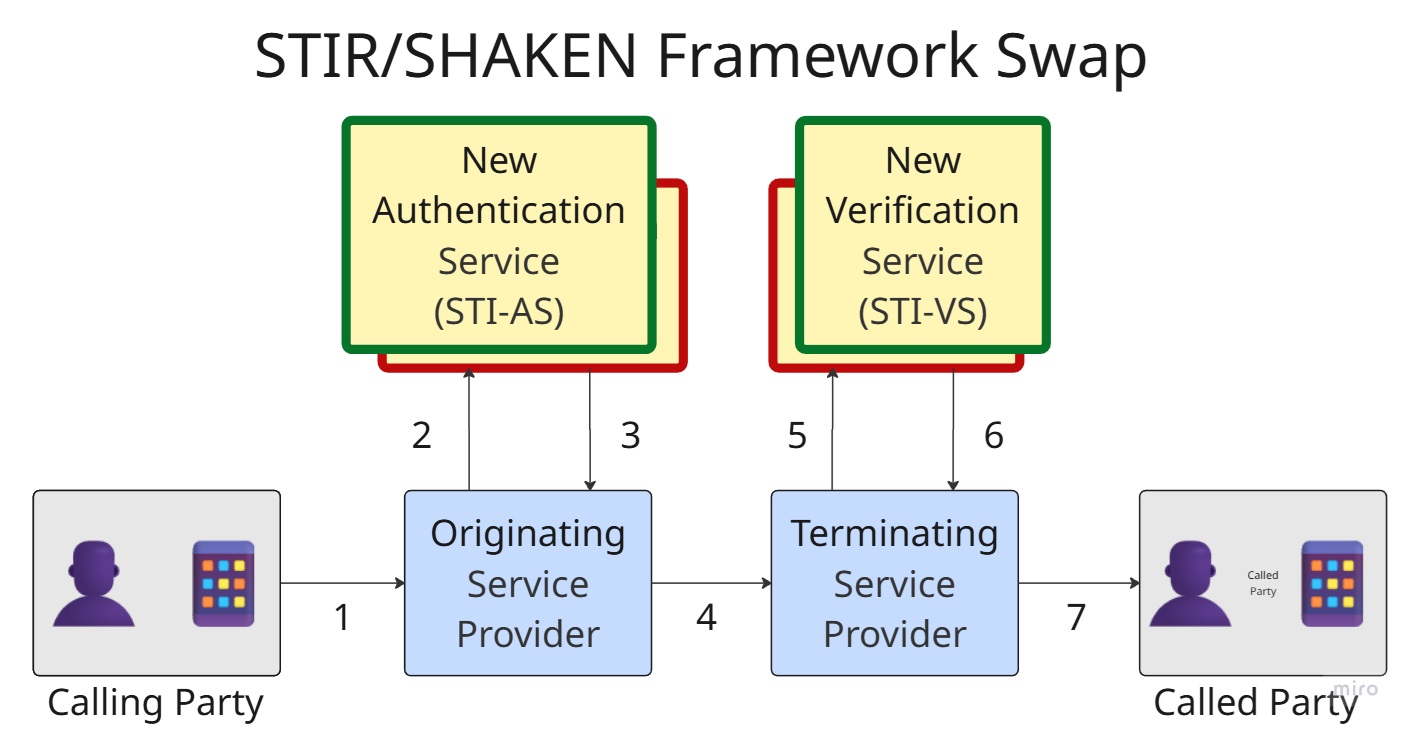 STIR/SHAKEN Framework Swap
New
Authentication
Service
(STI-AS)
New
Verification
Service
(STI-VS)
2
3
5
6
Originating
Service
Provider
Terminating
Service
Provider
Called
Party
1
4
7
Calling Party
Called Party
miro